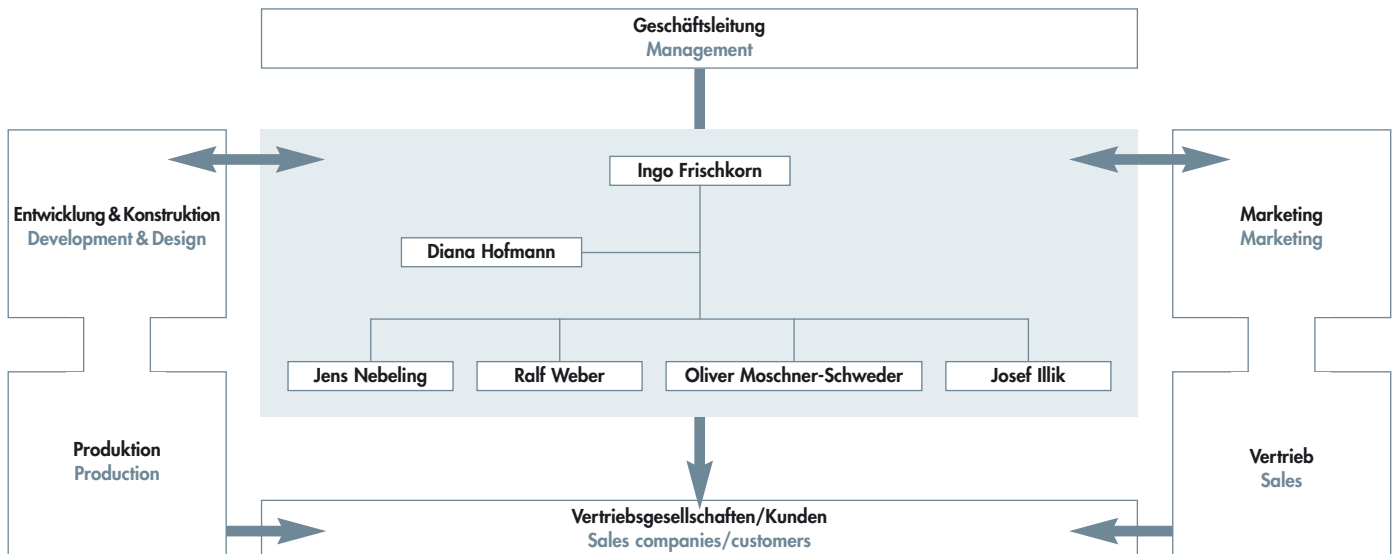 Geschäftsleitung
Management
Ingo Frischkorn
Entwicklung & Konstruktion
Development & Design
Marketing
Marketing
Diana Hofmann
Jens Nebeling
Ralf Weber
Oliver Moschner-Schweder
Josef Illik
Produktion
Production
Vertrieb
Sales
Vertriebsgesellschaften/Kunden
Sales companies/customers